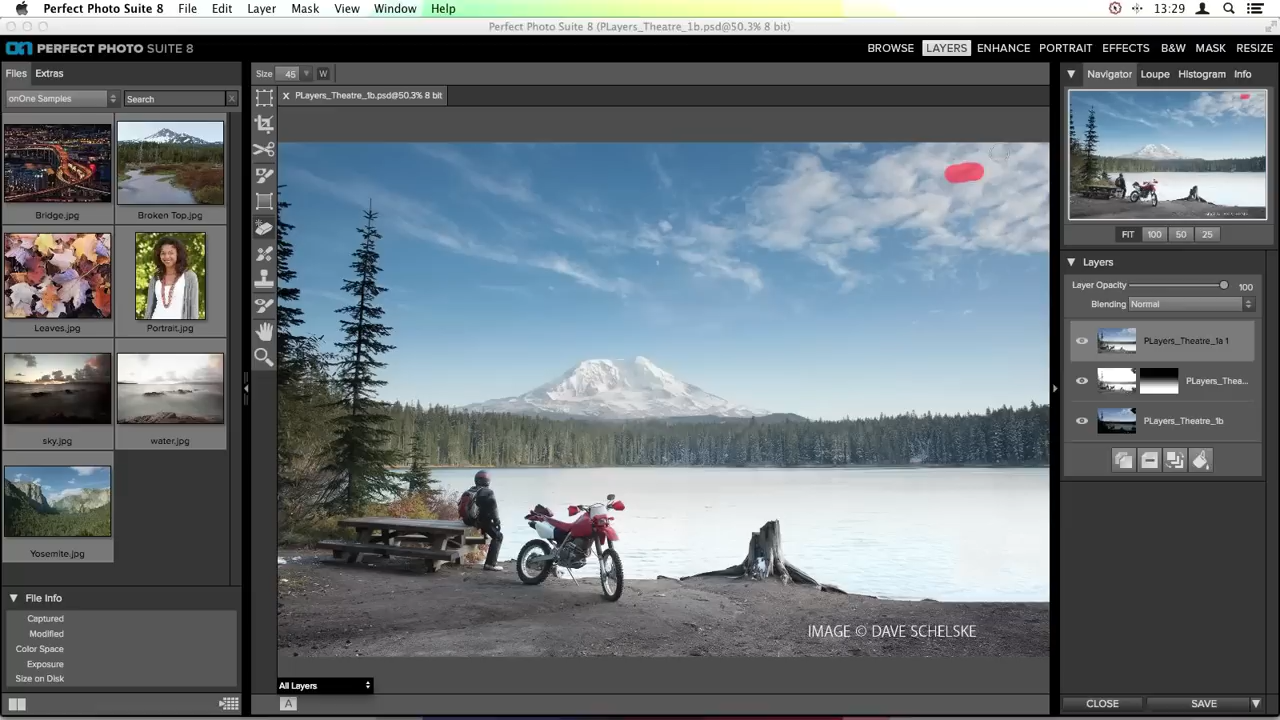 Perfect Photo Suite 8 File Edit Layer Mask View Window Help 13:29
Perfect Photo Suite 8 (PLayers_Theatre_1b.psd@50.3% 8 bit)
PERFECT PHOTO SUITE 8 BROWSE LAYERS ENHANCE PORTRAIT EFFECTS B&W MASK RESIZE
Files Extras
Size 45 W
Navigator Loupe Histogram Info
onOne Samples Search x
X PLayers_Theatre_1b.psd@50.3% 8 bit
Bridge.jpg Broken Top.jpg
FIT 100 50 25
Layers
Layer Opacity 100
Blending Normal
Leaves.jpg Portrait.jpg
PLayers_Theatre_1a 1
PLayers_Thea...
PLayers_Theatre_1b
sky.jpg water.jpg
Yosemite.jpg
File Info
Captured
Modified
Color Space
Exposure
Size on Disk
IMAGE © DAVE SCHELSKE
All Layers
A
CLOSE SAVE